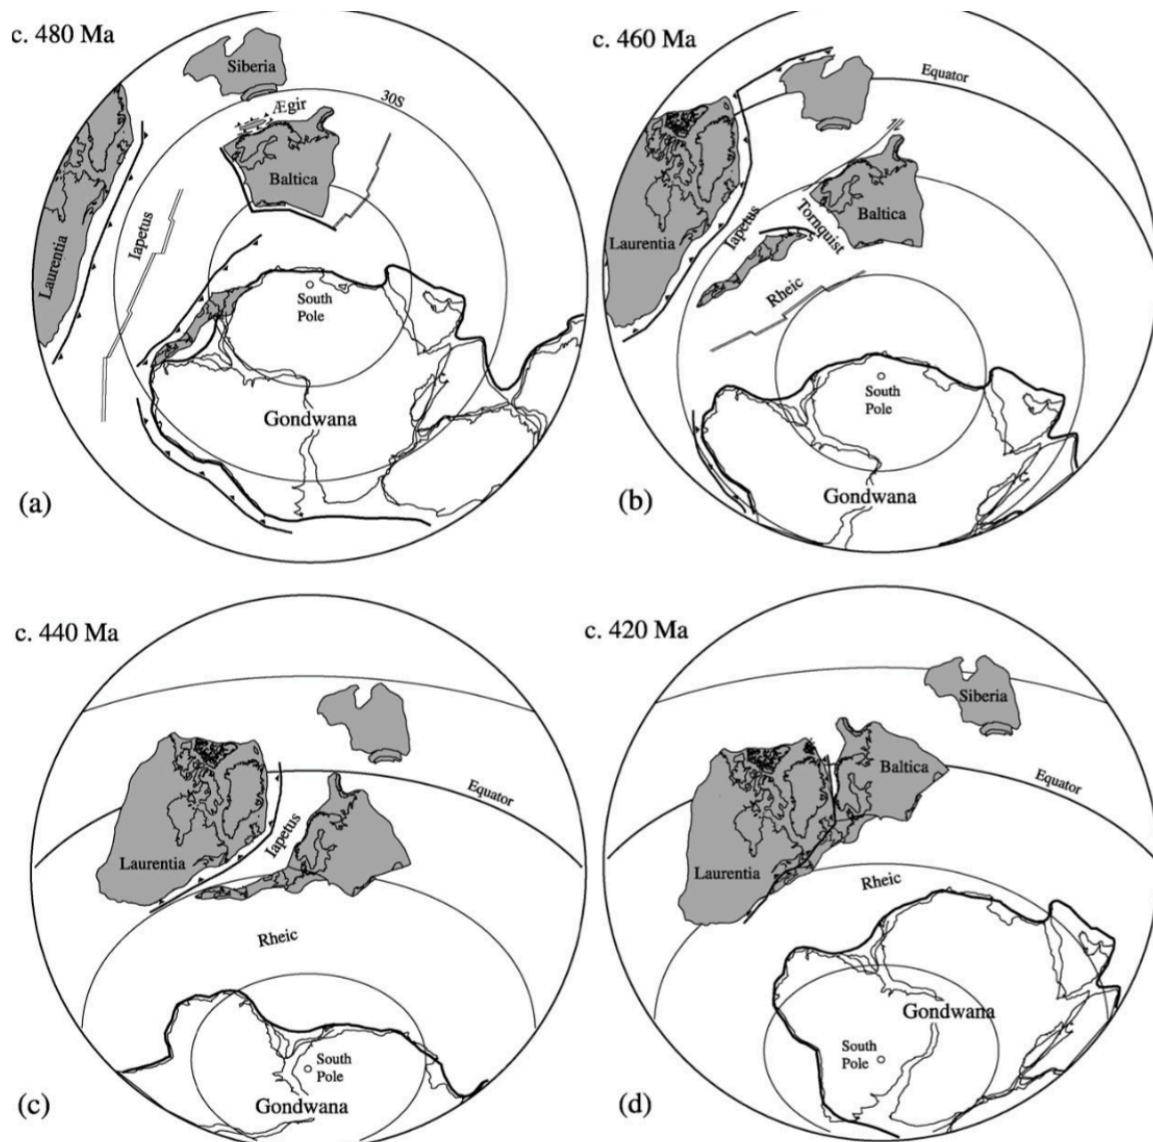 c. 480 Ma
Siberia
30S
Ægir
Baltica
Iapetus
Laurentia
South
Pole
Gondwana
(a)
c. 460 Ma
Equator
Baltica
Laurentia
Iapetus
Tornquist
Rheic
South
Pole
Gondwana
(b)
c. 440 Ma
Equator
Iapetus
Laurentia
Rheic
South
Pole
Gondwana
(c)
c. 420 Ma
Siberia
Baltica
Equator
Laurentia
Rheic
Gondwana
South
Pole
(d)